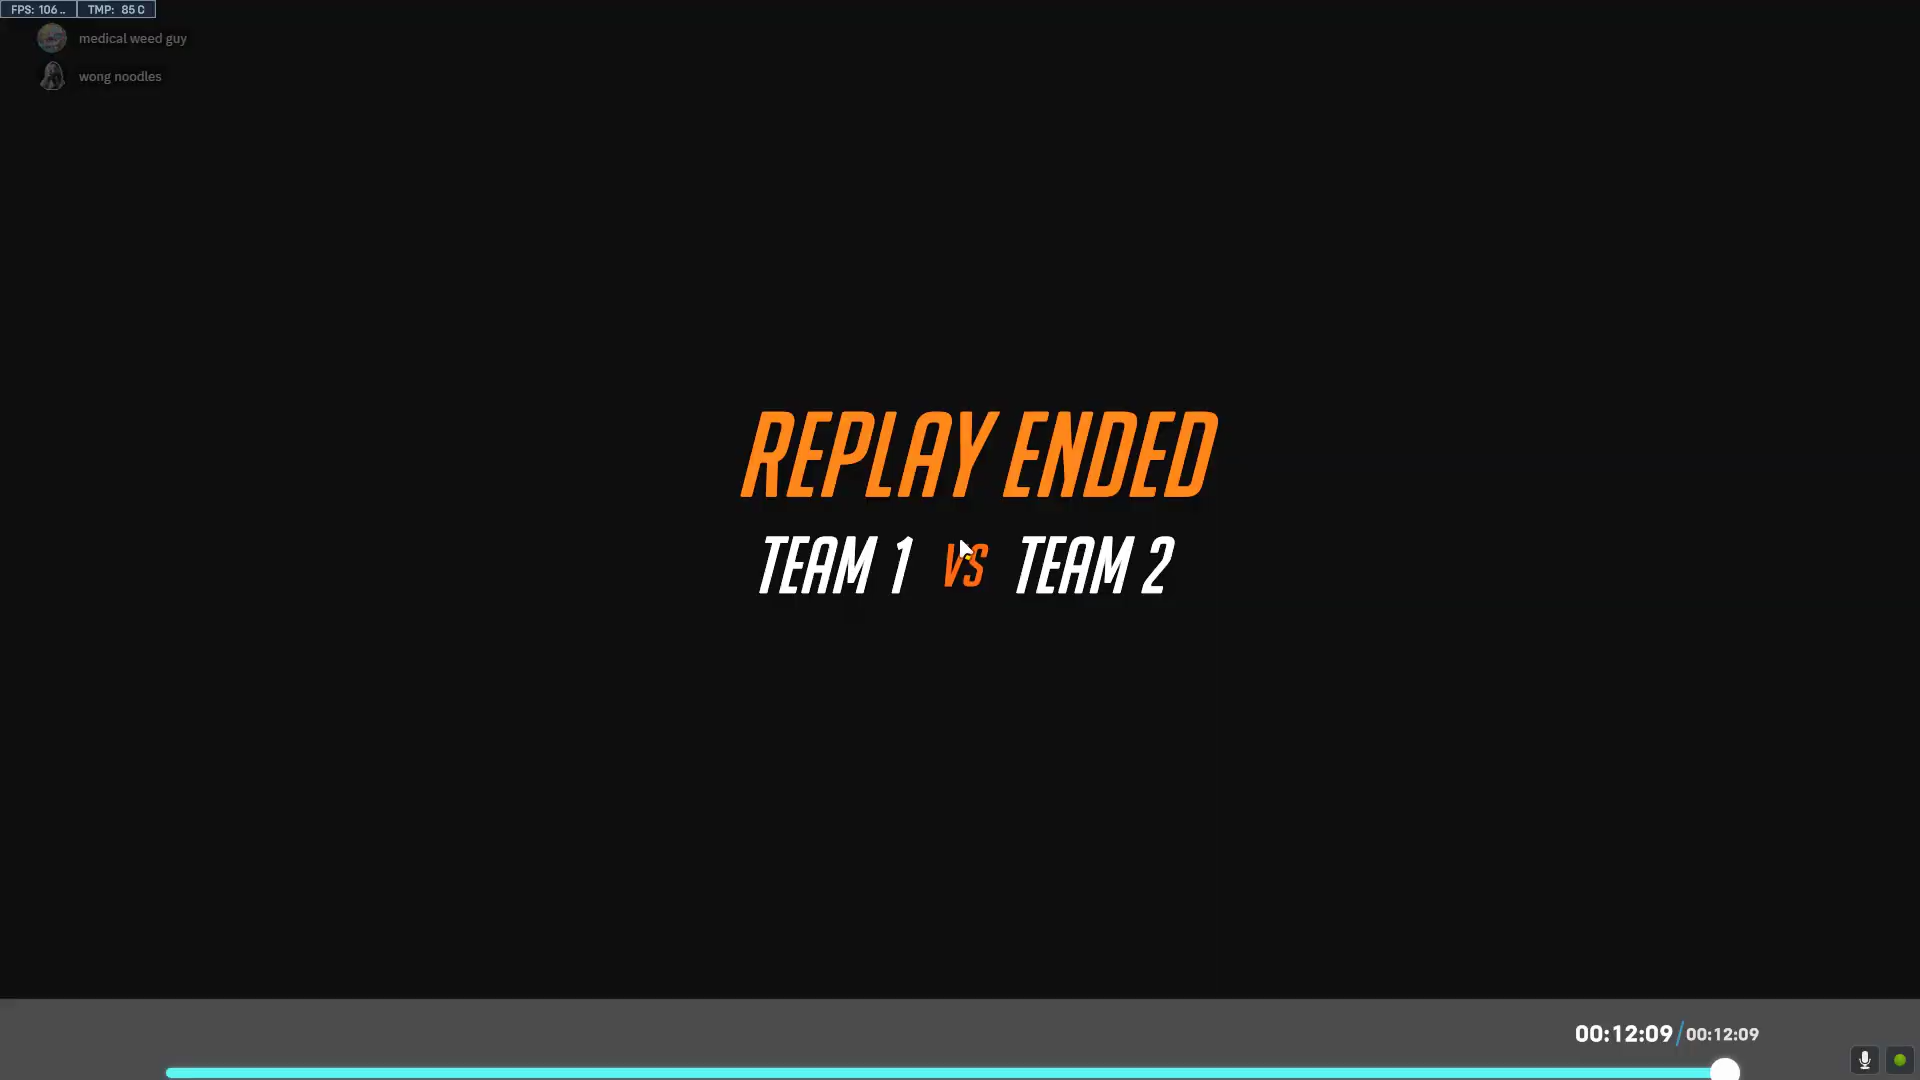 FPS: 106 .. TMP: 85 C
medical weed guy
wong noodles
REPLAY ENDED
TEAM 1 VS TEAM 2
00:12:09/00:12:09